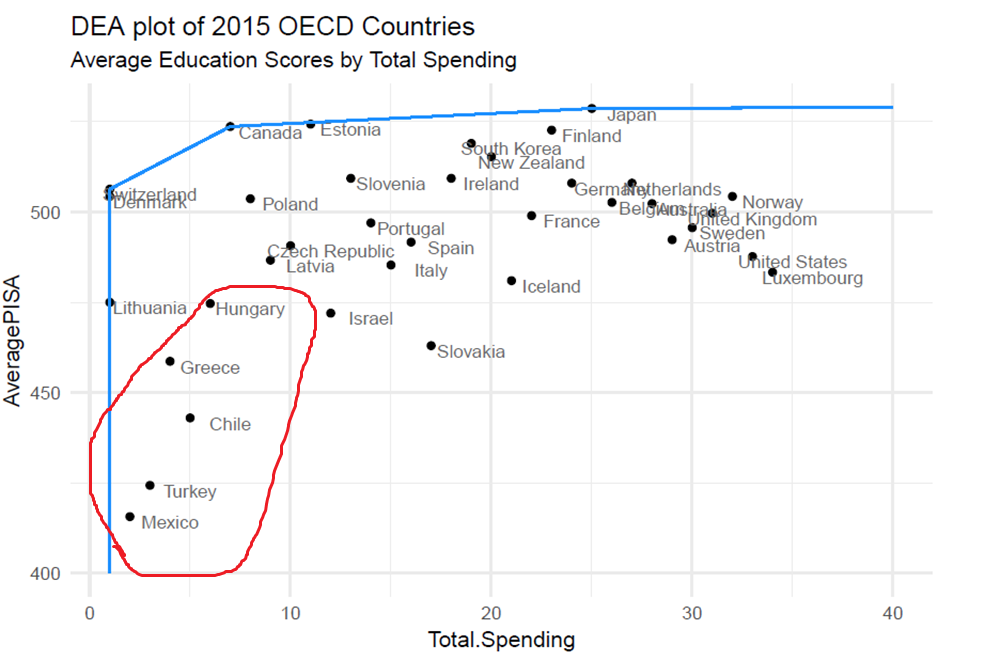 DEA plot of 2015 OECD Countries
Average Education Scores by Total Spending
Japan
Canada
Estonia
Finland
South Korea
New Zealand
Slovenia
Ireland
Germany
Netherlands
Switzerland
Denmark
Poland
Norway
Belgium
Australia
United Kingdom
France
Portugal
Sweden
Czech Republic
Spain
Austria
Latvia
Italy
United States
Luxembourg
Iceland
Lithuania
Hungary
Israel
Slovakia
Greece
Chile
Turkey
Mexico
500
450
400
AveragePISA
0 10 20 30 40
Total.Spending